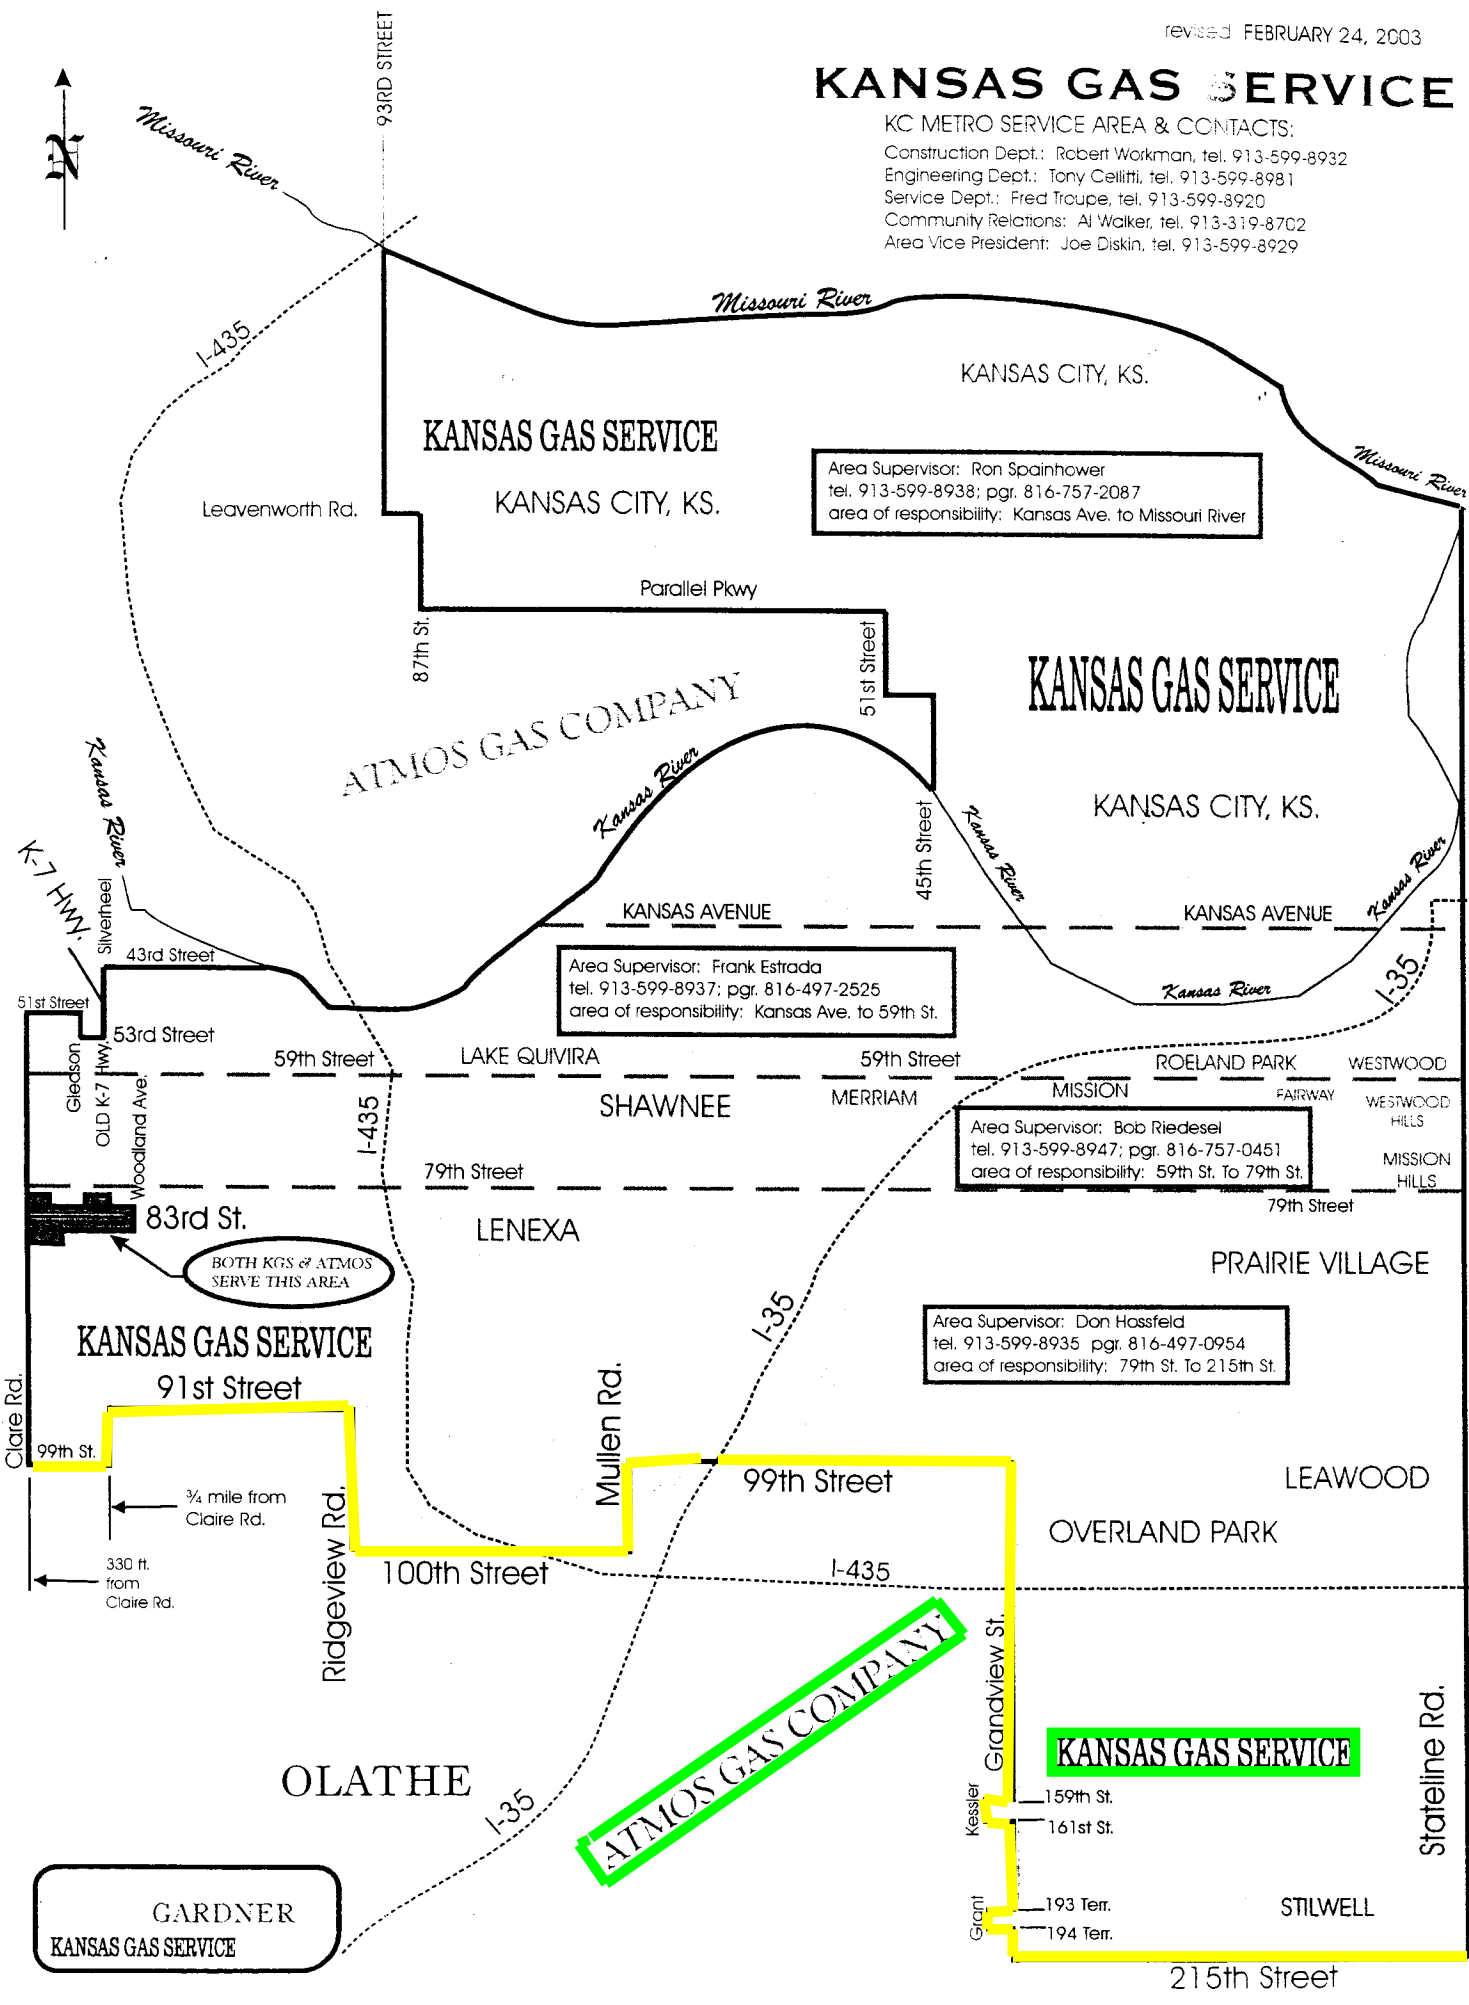 revised FEBRUARY 24, 2003
KANSAS GAS SERVICE
KC METRO SERVICE AREA & CONTACTS:
Construction Dept.: Robert Workman, tel. 913-599-8932
Engineering Dept.: Tony Cellitti, tel. 913-599-8981
Service Dept.: Fred Troupe, tel. 913-599-8920
Community Relations: Al Walker, tel. 913-319-8702
Area Vice President: Joe Diskin, tel. 913-599-8929
93RD STREET
N
Missouri River
Missouri River
I-435
KANSAS CITY, KS.
KANSAS GAS SERVICE
Missouri River
Area Supervisor: Ron Spainhower
tel. 913-599-8938; pgr. 816-757-2087
area of responsibility: Kansas Ave. to Missouri River
Leavenworth Rd.
KANSAS CITY, KS.
Parallel Pkwy
87th St.
51st Street
KANSAS GAS SERVICE
ATMOS GAS COMPANY
Kansas River
Kansas River
KANSAS CITY, KS.
45th Street
Kansas River
Kansas River
K-7 HWY.
Silverheel
KANSAS AVENUE
KANSAS AVENUE
43rd Street
Area Supervisor: Frank Estrada
tel. 913-599-8937; pgr. 816-497-2525
area of responsibility: Kansas Ave. to 59th St.
I-35
Kansas River
51st Street
53rd Street
59th Street
LAKE QUIVIRA
59th Street
ROELAND PARK
WESTWOOD
Gledson
OLD K-7 Hwy.
Woodland Ave.
I-435
SHAWNEE
MERRIAM
MISSION
FAIRWAY
WESTWOOD
HILLS
Area Supervisor: Bob Riedesel
tel. 913-599-8947; pgr. 816-757-0451
area of responsibility: 59th St. To 79th St.
MISSION
HILLS
79th Street
79th Street
83rd St.
LENEXA
BOTH KGS & ATMOS
SERVE THIS AREA
PRAIRIE VILLAGE
I-35
Area Supervisor: Don Hossfeld
tel. 913-599-8935 pgr. 816-497-0954
area of responsibility: 79th St. To 215th St.
KANSAS GAS SERVICE
91st Street
Clare Rd.
99th St.
Mullen Rd.
99th Street
LEAWOOD
¾ mile from
Claire Rd.
Ridgeview Rd.
OVERLAND PARK
330 ft.
from
Claire Rd.
100th Street
I-435
Grandview St.
ATMOS GAS COMPANY
KANSAS GAS SERVICE
Stateline Rd.
OLATHE
I-35
Kessler
159th St.
161st St.
GARDNER
KANSAS GAS SERVICE
Grant
193 Terr.
194 Terr.
STILWELL
215th Street